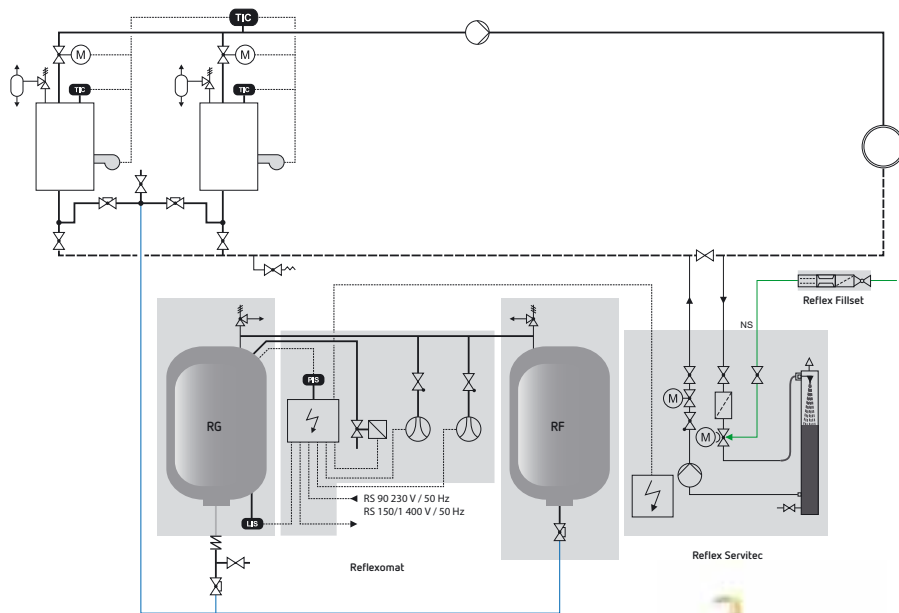 TIC
M
M
TIC
TIC
Reflex Fillset
NS
PIS
RG
RF
M
M
RS 90 230 V / 50 Hz
RS 150/1 400 V / 50 Hz
LIS
Reflexomat
Reflex Servitec